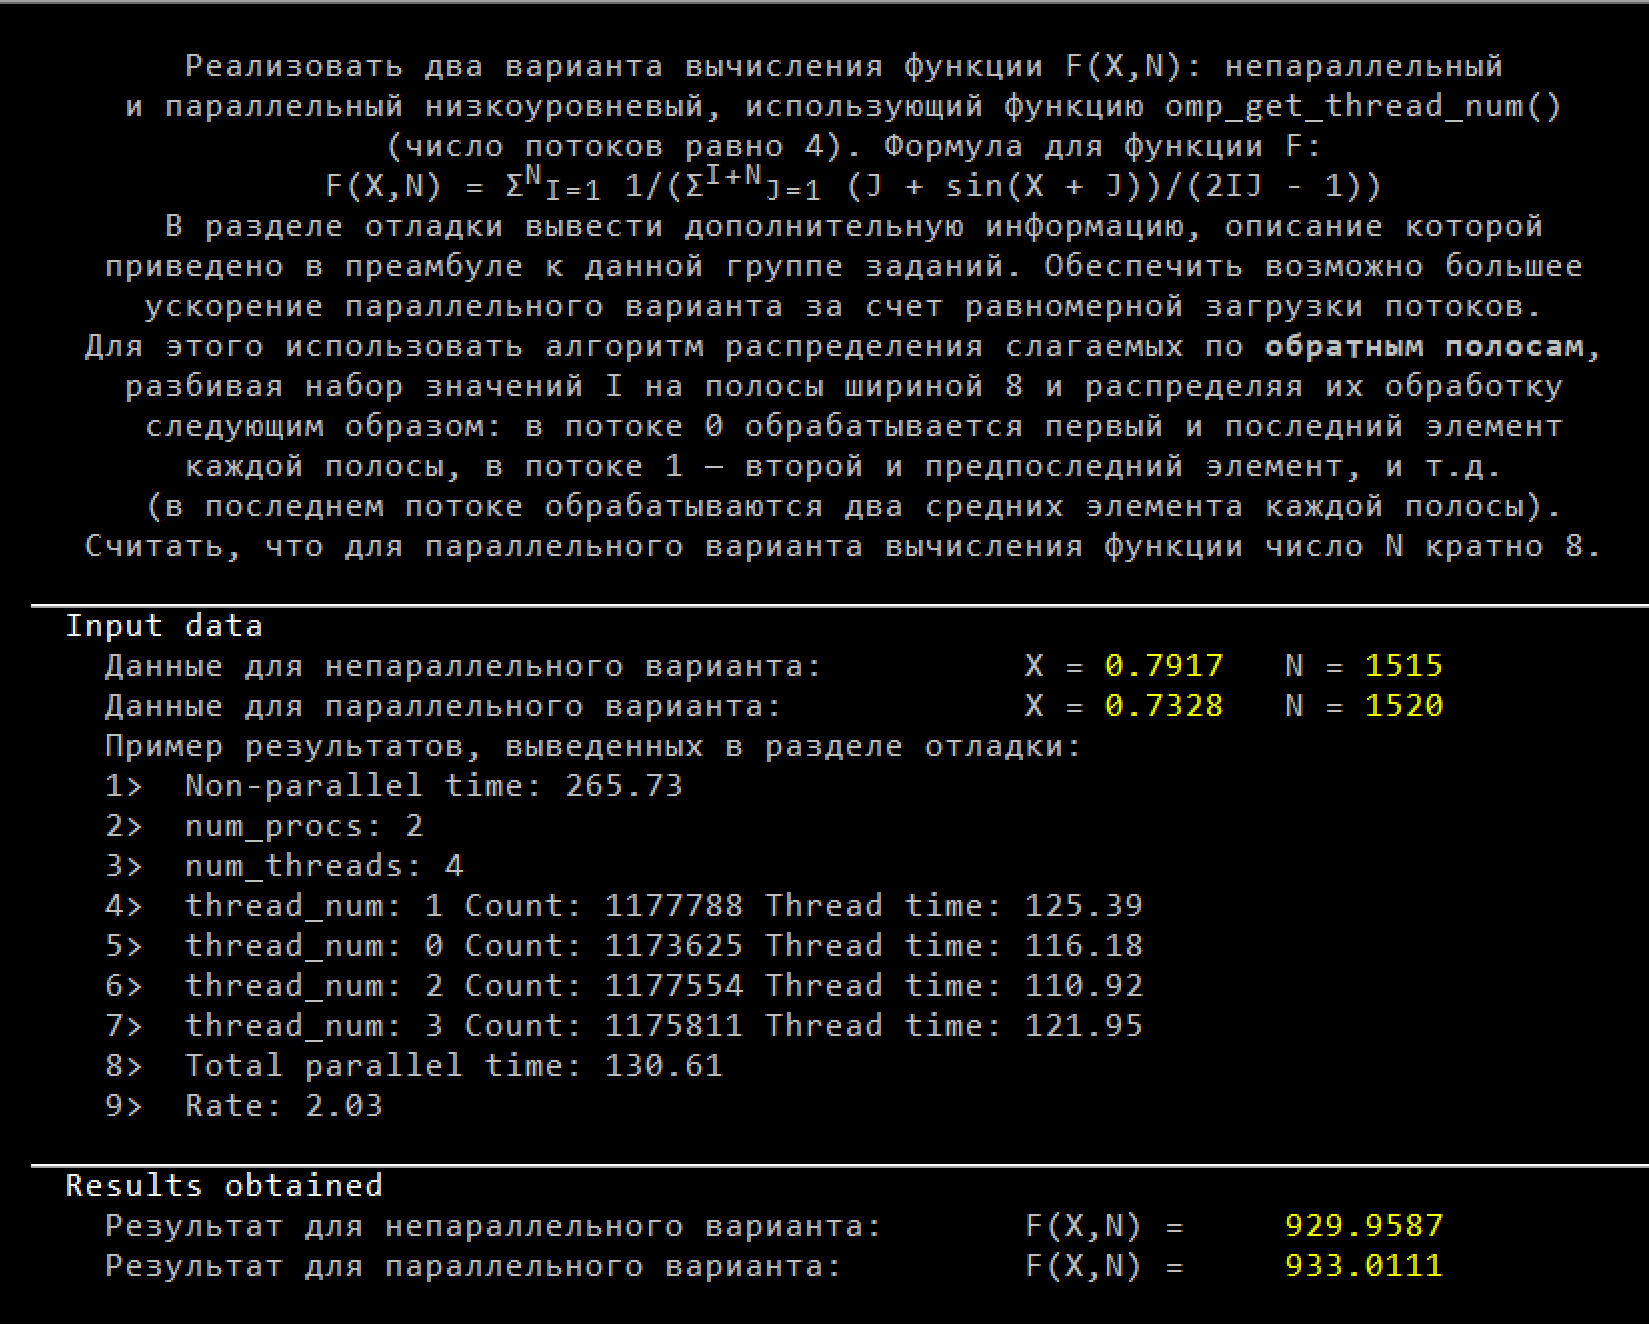 Реализовать два варианта вычисления функции F(X,N): непараллельный
и параллельный низкоуровневый, использующий функцию omp_get_thread_num()
(число потоков равно 4). Формула для функции F:
F(X,N) = Σ^N_I=1 1/(Σ^I+N_J=1 (J + sin(X + J))/(2IJ - 1))
В разделе отладки вывести дополнительную информацию, описание которой
приведено в преамбуле к данной группе заданий. Обеспечить возможно большее
ускорение параллельного варианта за счет равномерной загрузки потоков.
Для этого использовать алгоритм распределения слагаемых по обратным полосам,
разбивая набор значений I на полосы шириной 8 и распределяя их обработку
следующим образом: в потоке 0 обрабатывается первый и последний элемент
каждой полосы, в потоке 1 — второй и предпоследний элемент, и т.д.
(в последнем потоке обрабатываются два средних элемента каждой полосы).
Считать, что для параллельного варианта вычисления функции число N кратно 8.
Input data
Данные для непараллельного варианта: X = 0.7917 N = 1515
Данные для параллельного варианта: X = 0.7328 N = 1520
Пример результатов, выведенных в разделе отладки:
1> Non-parallel time: 265.73
2> num_procs: 2
3> num_threads: 4
4> thread_num: 1 Count: 1177788 Thread time: 125.39
5> thread_num: 0 Count: 1173625 Thread time: 116.18
6> thread_num: 2 Count: 1177554 Thread time: 110.92
7> thread_num: 3 Count: 1175811 Thread time: 121.95
8> Total parallel time: 130.61
9> Rate: 2.03
Results obtained
Результат для непараллельного варианта: F(X,N) = 929.9587
Результат для параллельного варианта: F(X,N) = 933.0111